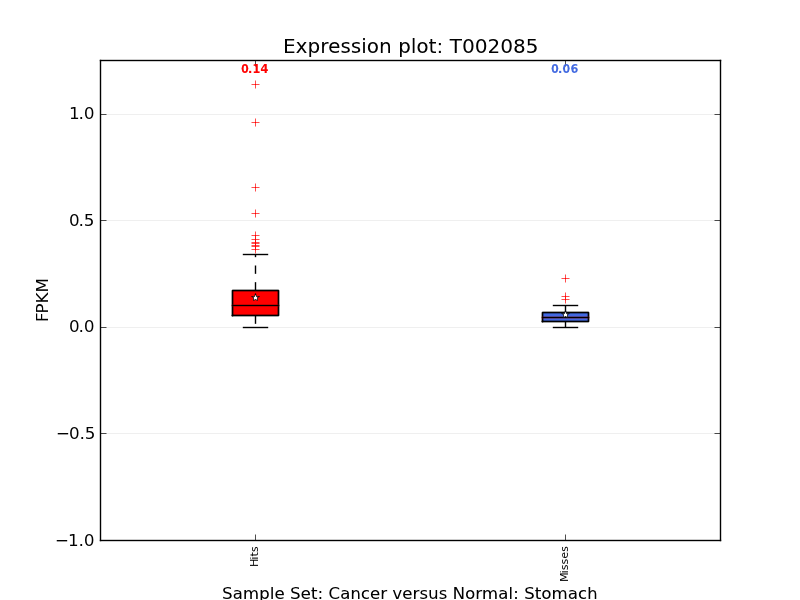 Expression plot: T002085
0.14
0.06
1.0
0.5
0.0
−0.5
−1.0
FPKM
Hits
Misses
Sample Set: Cancer versus Normal: Stomach